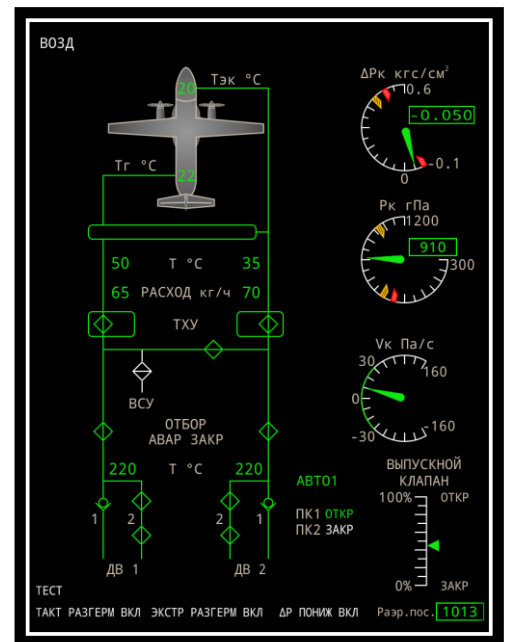 ВОЗД
Тэк °С
20
Тг °С
22
50 Т °С 35
65 РАСХОД кг/ч 70
ТХУ
ВСУ
ОТБОР
АВАР ЗАКР
220 Т °С 220
1 2 2 1
ДВ 1 ДВ 2
ΔРк кгс/см²
0.6
-0.050
-0.1
0
Рк гПа
1200
910
300
Vк Па/с
30 160
0
-30 -160
АВТО1
ПК1 ОТКР
ПК2 ЗАКР
ВЫПУСКНОЙ
КЛАПАН
100% ОТКР
0% ЗАКР
ТЕСТ
ТАКТ РАЗГЕРМ ВКЛ ЭКСТР РАЗГЕРМ ВКЛ ΔР ПОНИЖ ВКЛ Раэр.пос. 1013